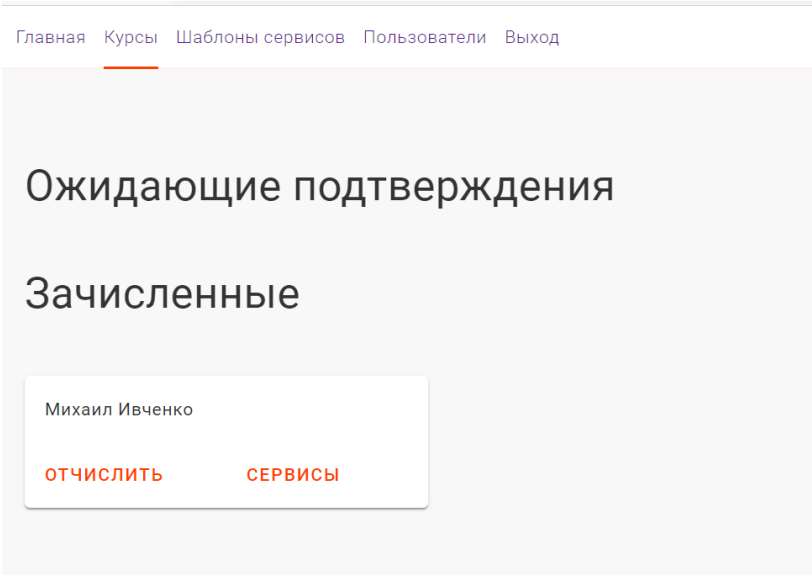 Главная Курсы Шаблоны сервисов Пользователи Выход
Ожидающие подтверждения
Зачисленные
Михаил Ивченко
ОТЧИСЛИТЬ СЕРВИСЫ